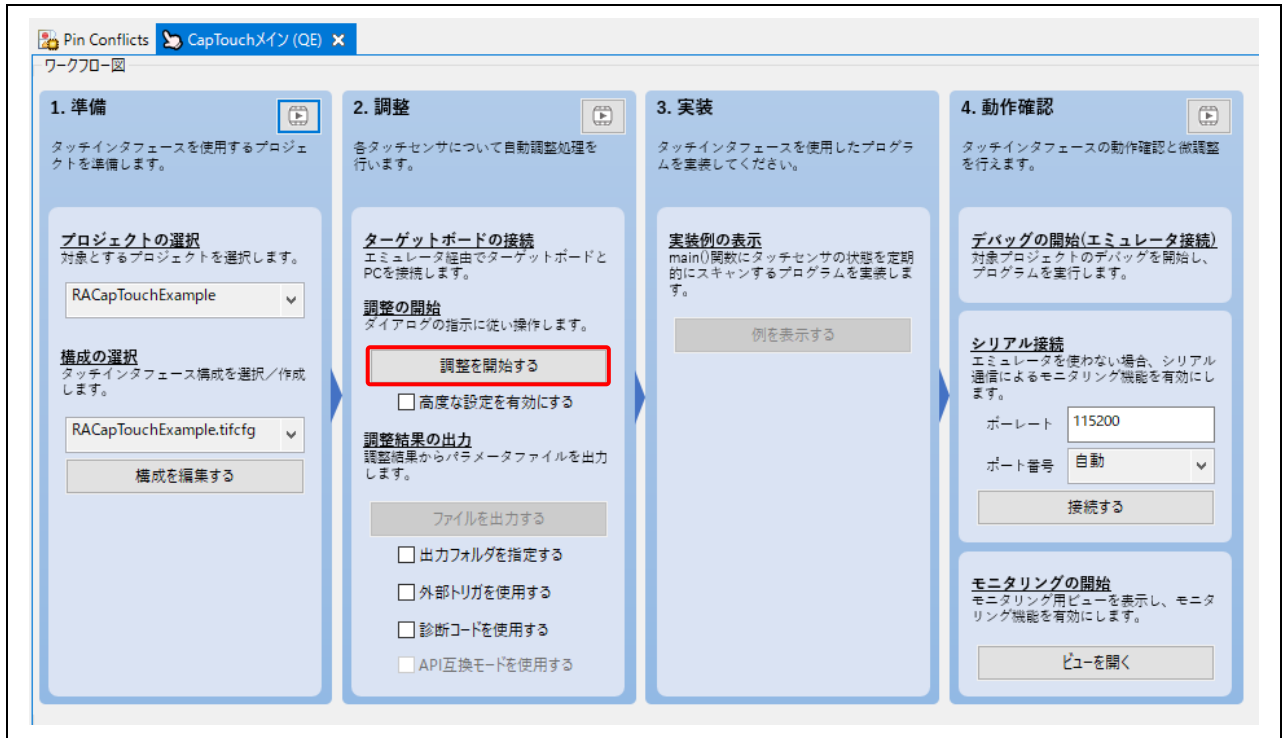 Pin Conflicts
CapTouchメイン (QE)
ワークフロー図
1. 準備
タッチインタフェースを使用するプロジェ
クトを準備します。
プロジェクトの選択
対象とするプロジェクトを選択します。
RACapTouchExample
構成の選択
タッチインタフェース構成を選択／作成
します。
RACapTouchExample.tifcfg
構成を編集する
2. 調整
各タッチセンサについて自動調整処理を
行います。
ターゲットボードの接続
エミュレータ経由でターゲットボードと
PCを接続します。
調整の開始
ダイアログの指示に従い操作します。
調整を開始する
高度な設定を有効にする
調整結果の出力
調整結果からパラメータファイルを出力
します。
ファイルを出力する
出力フォルダを指定する
外部トリガを使用する
診断コードを使用する
API互換モードを使用する
3. 実装
タッチインタフェースを使用したプログラ
ムを実装してください。
実装例の表示
main()関数にタッチセンサの状態を定期
的にスキャンするプログラムを実装しま
す。
例を表示する
4. 動作確認
タッチインタフェースの動作確認と微調整
を行えます。
デバッグの開始(エミュレータ接続)
対象プロジェクトのデバッグを開始し、
プログラムを実行します。
シリアル接続
エミュレータを使わない場合、シリアル
通信によるモニタリング機能を有効にし
ます。
ボーレート 115200
ポート番号 自動
接続する
モニタリングの開始
モニタリング用ビューを表示し、モニタ
リング機能を有効にします。
ビューを開く